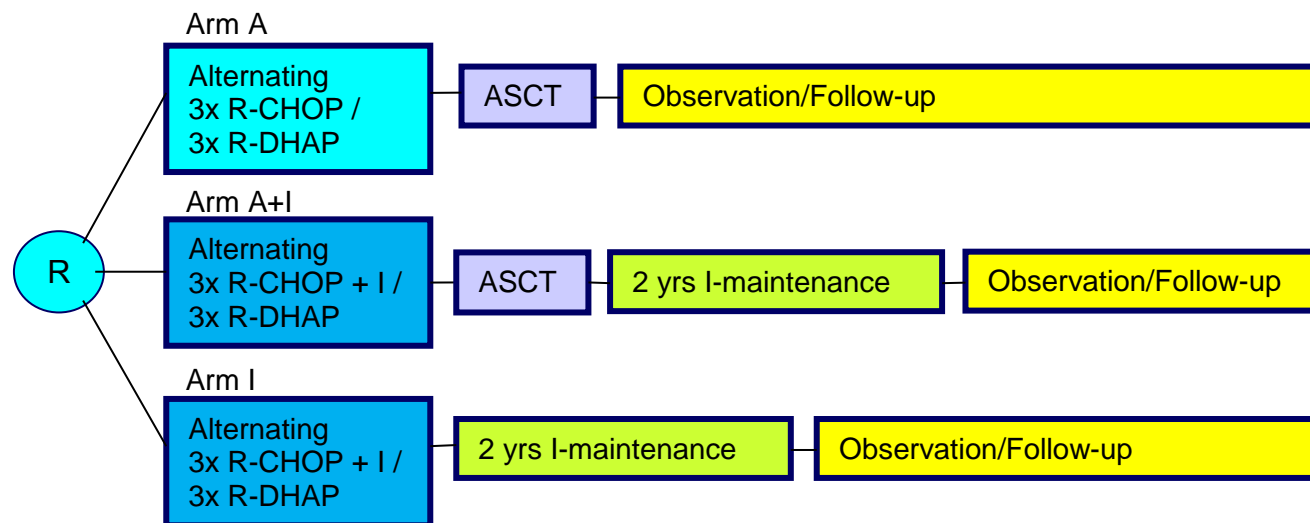 Arm A
Alternating
3x R-CHOP /
3x R-DHAP
ASCT
Observation/Follow-up
R
Arm A+I
Alternating
3x R-CHOP + I /
3x R-DHAP
ASCT
2 yrs I-maintenance
Observation/Follow-up
Arm I
Alternating
3x R-CHOP + I /
3x R-DHAP
2 yrs I-maintenance
Observation/Follow-up